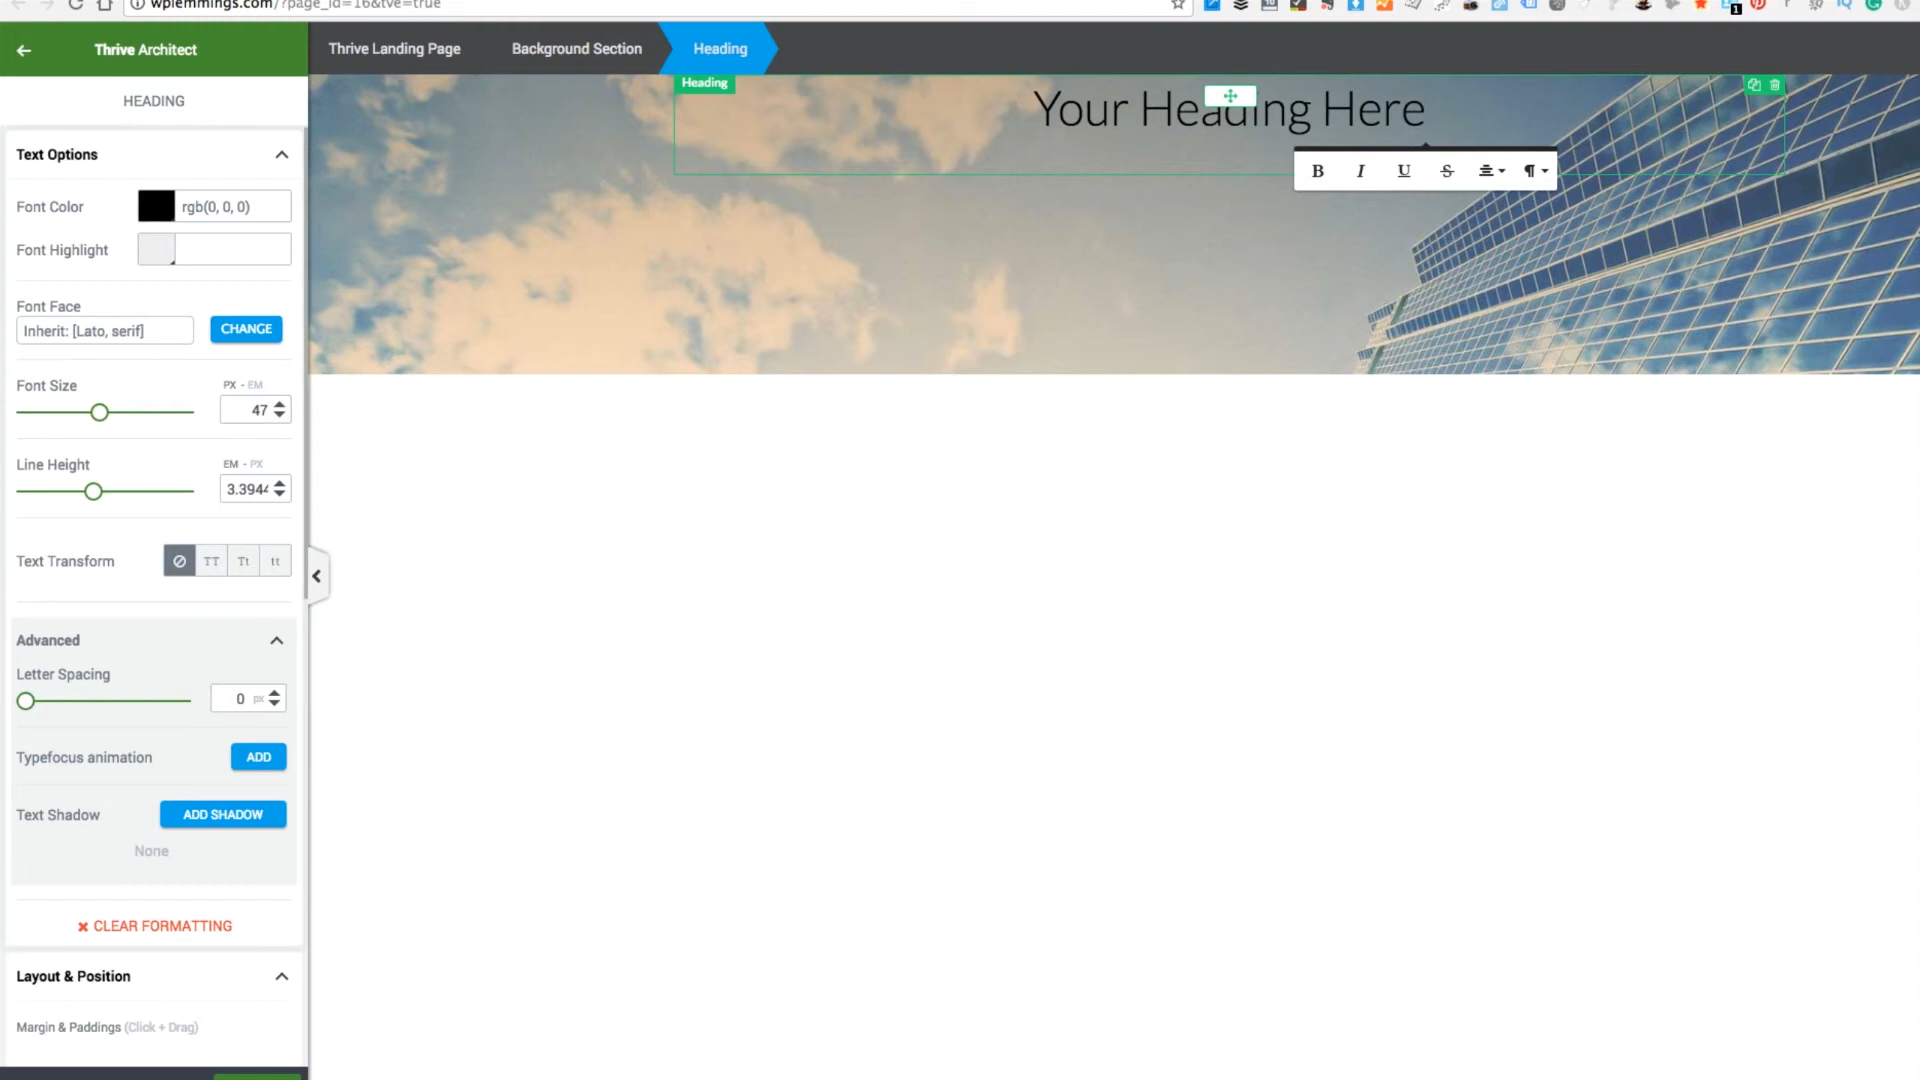 wplemmings.com/?page_id=16&tve=true
Thrive Architect
Thrive Landing Page
Background Section
Heading
HEADING
Heading
Your Heading Here
B I U S ¶
Text Options
Font Color
rgb(0, 0, 0)
Font Highlight
Font Face
Inherit: [Lato, serif]
CHANGE
Font Size
PX - EM
47
Line Height
EM - PX
3.3944
Text Transform
TT
Tt
tt
Advanced
Letter Spacing
0 px
Typefocus animation
ADD
Text Shadow
ADD SHADOW
None
CLEAR FORMATTING
Layout & Position
Margin & Paddings (Click + Drag)